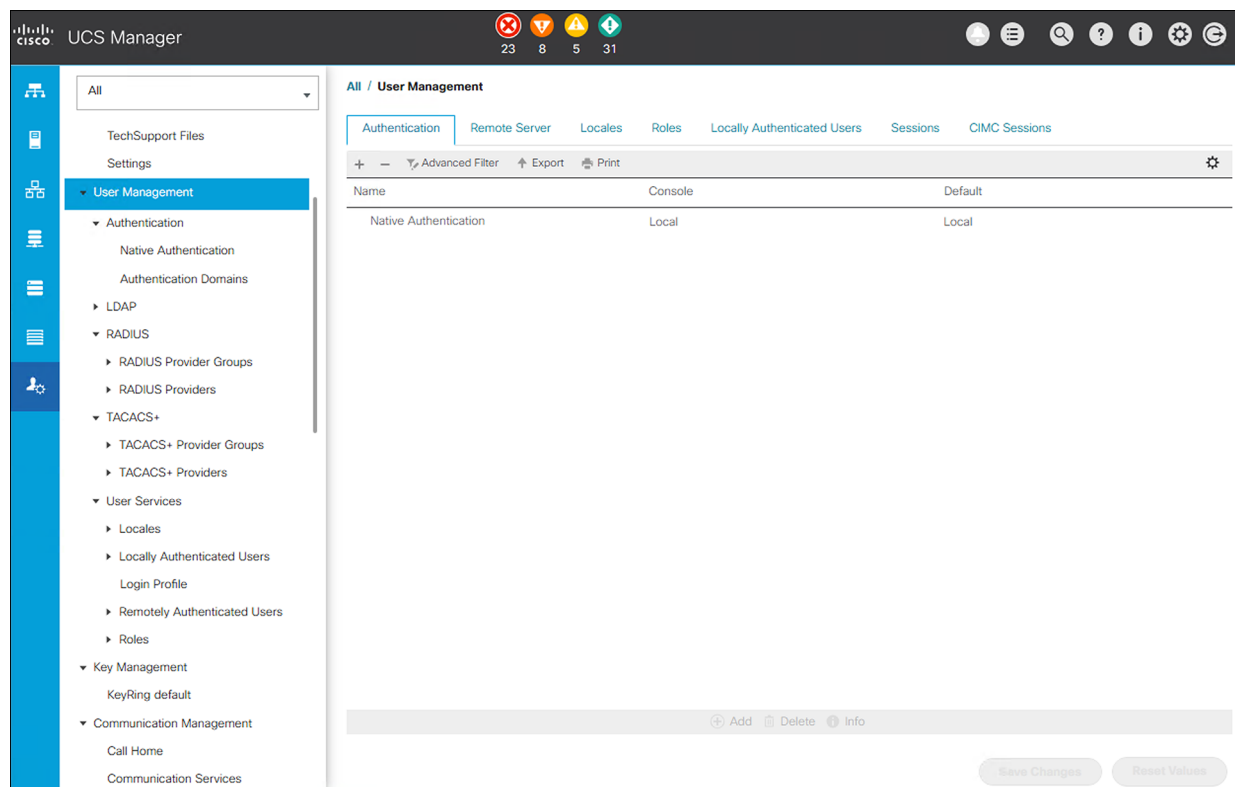 CISCO UCS Manager
23 8 5 31
All
TechSupport Files
Settings
User Management
Authentication
Native Authentication
Authentication Domains
LDAP
RADIUS
RADIUS Provider Groups
RADIUS Providers
TACACS+
TACACS+ Provider Groups
TACACS+ Providers
User Services
Locales
Locally Authenticated Users
Login Profile
Remotely Authenticated Users
Roles
Key Management
KeyRing default
Communication Management
Call Home
Communication Services
All / User Management
Authentication Remote Server Locales Roles Locally Authenticated Users Sessions CIMC Sessions
+ – Advanced Filter Export Print
Name Console Default
Native Authentication Local Local
Add Delete Info
Save Changes Reset Values